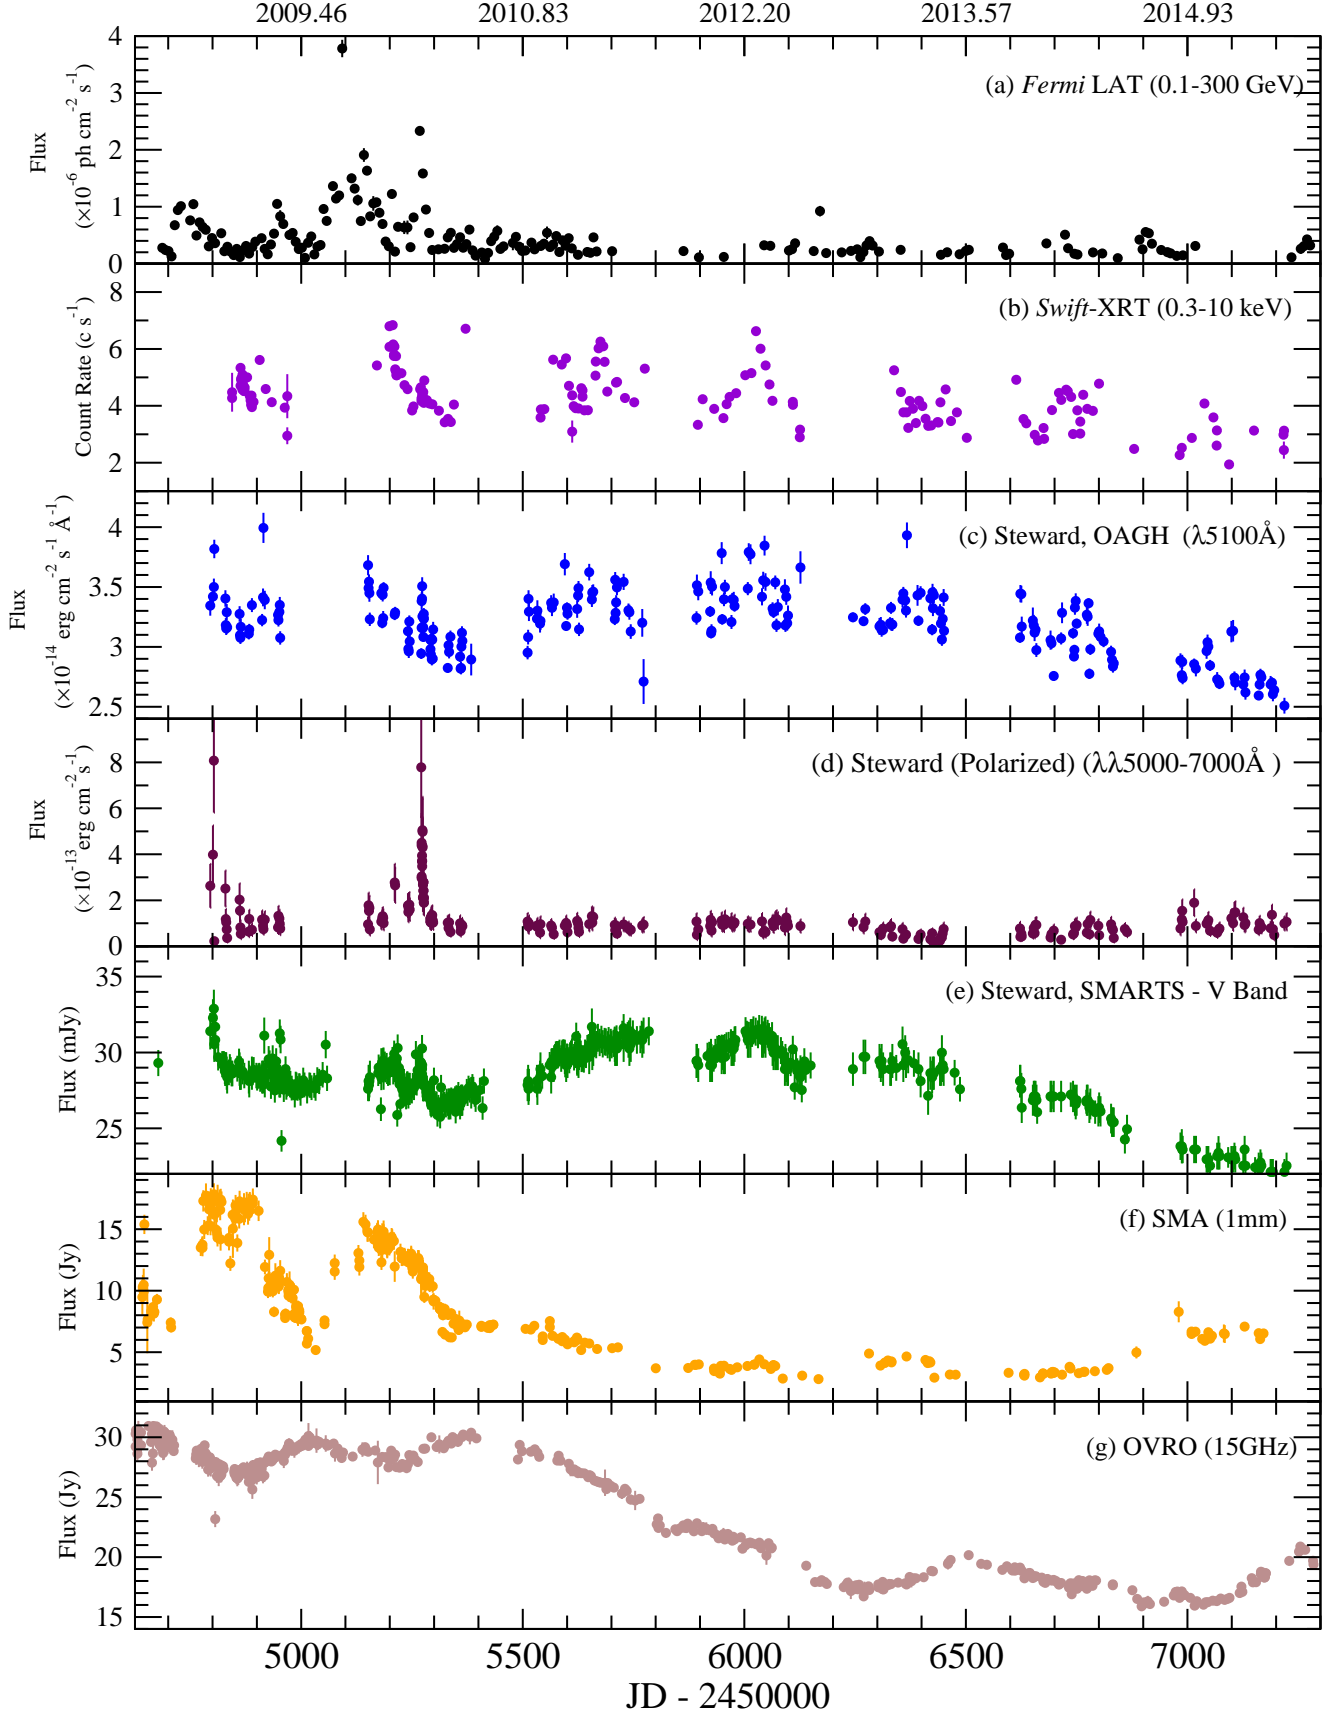 2009.46 2010.83 2012.20 2013.57 2014.93
(a) Fermi LAT (0.1-300 GeV)
Flux
(×10⁻⁶ ph cm⁻² s⁻¹)
4
3
2
1
0
(b) Swift-XRT (0.3-10 keV)
Count Rate (c s⁻¹)
8
6
4
2
(c) Steward, OAGH (λ5100Å)
Flux
(×10⁻¹⁴ erg cm⁻² s⁻¹ Å⁻¹)
4
3.5
3
2.5
(d) Steward (Polarized) (λλ5000-7000Å )
Flux
(×10⁻¹³ erg cm⁻² s⁻¹)
8
6
4
2
0
(e) Steward, SMARTS - V Band
Flux (mJy)
35
30
25
(f) SMA (1mm)
Flux (Jy)
15
10
5
(g) OVRO (15GHz)
Flux (Jy)
30
25
20
15
5000 5500 6000 6500 7000
JD - 2450000